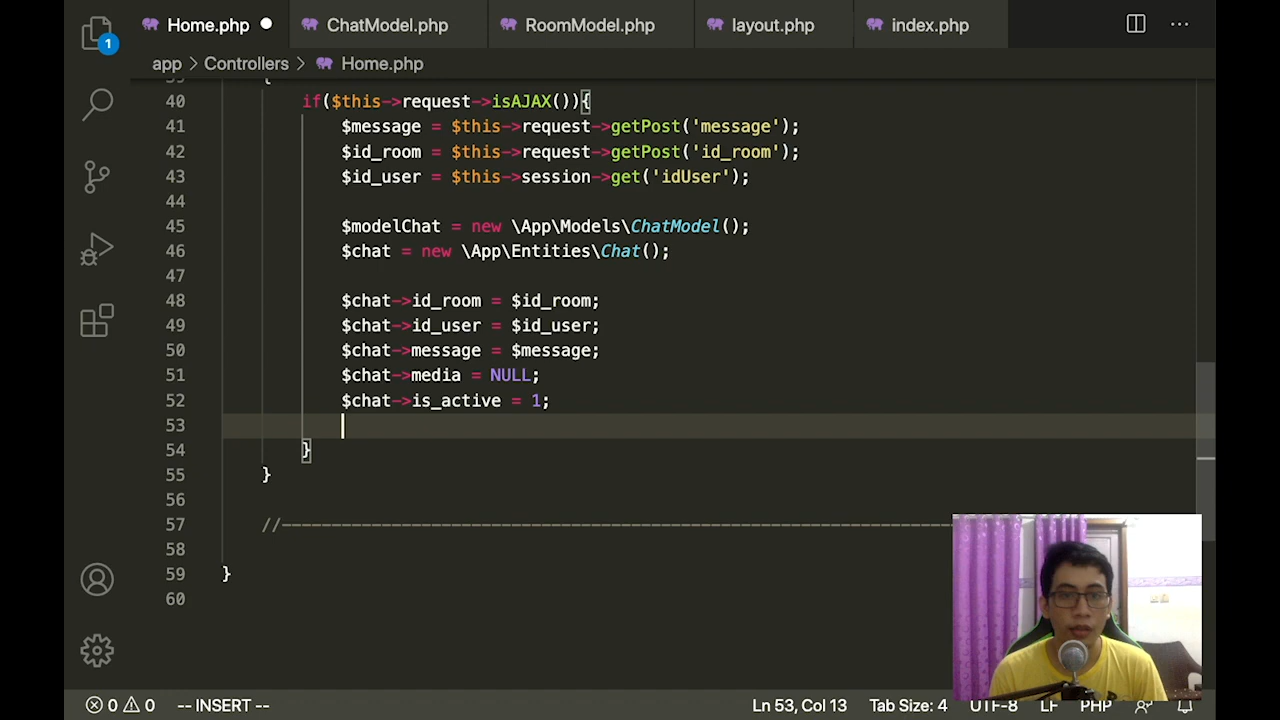 Home.php ChatModel.php RoomModel.php layout.php index.php ...
1
app > Controllers > Home.php
39 {
40 if($this->request->isAJAX()){
41 $message = $this->request->getPost('message');
42 $id_room = $this->request->getPost('id_room');
43 $id_user = $this->session->get('idUser');
44
45 $modelChat = new \App\Models\ChatModel();
46 $chat = new \App\Entities\Chat();
47
48 $chat->id_room = $id_room;
49 $chat->id_user = $id_user;
50 $chat->message = $message;
51 $chat->media = NULL;
52 $chat->is_active = 1;
53
54 }
55 }
56
57 //--------------------------------------------------------------------
58
59 }
60
0 0 -- INSERT -- Ln 53, Col 13 Tab Size: 4 UTF-8 LF PHP